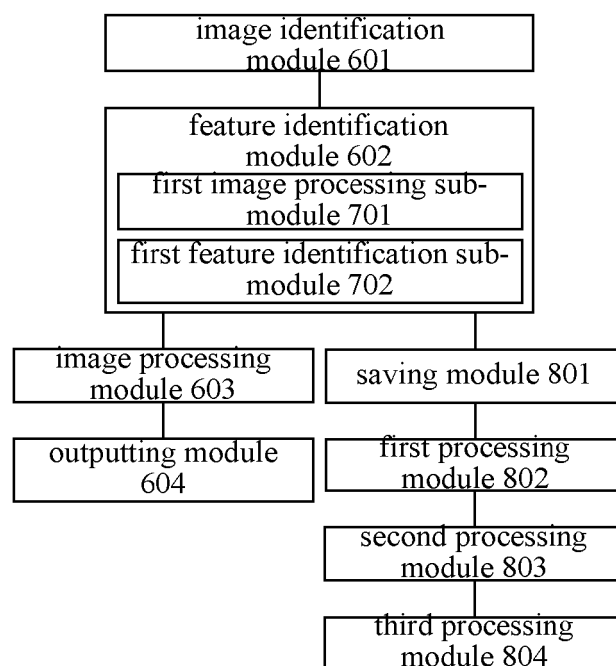 image identification
module 601
feature identification
module 602
first image processing sub-
module 701
first feature identification sub-
module 702
image processing
module 603
outputting module
604
saving module 801
first processing
module 802
second processing
module 803
third processing
module 804